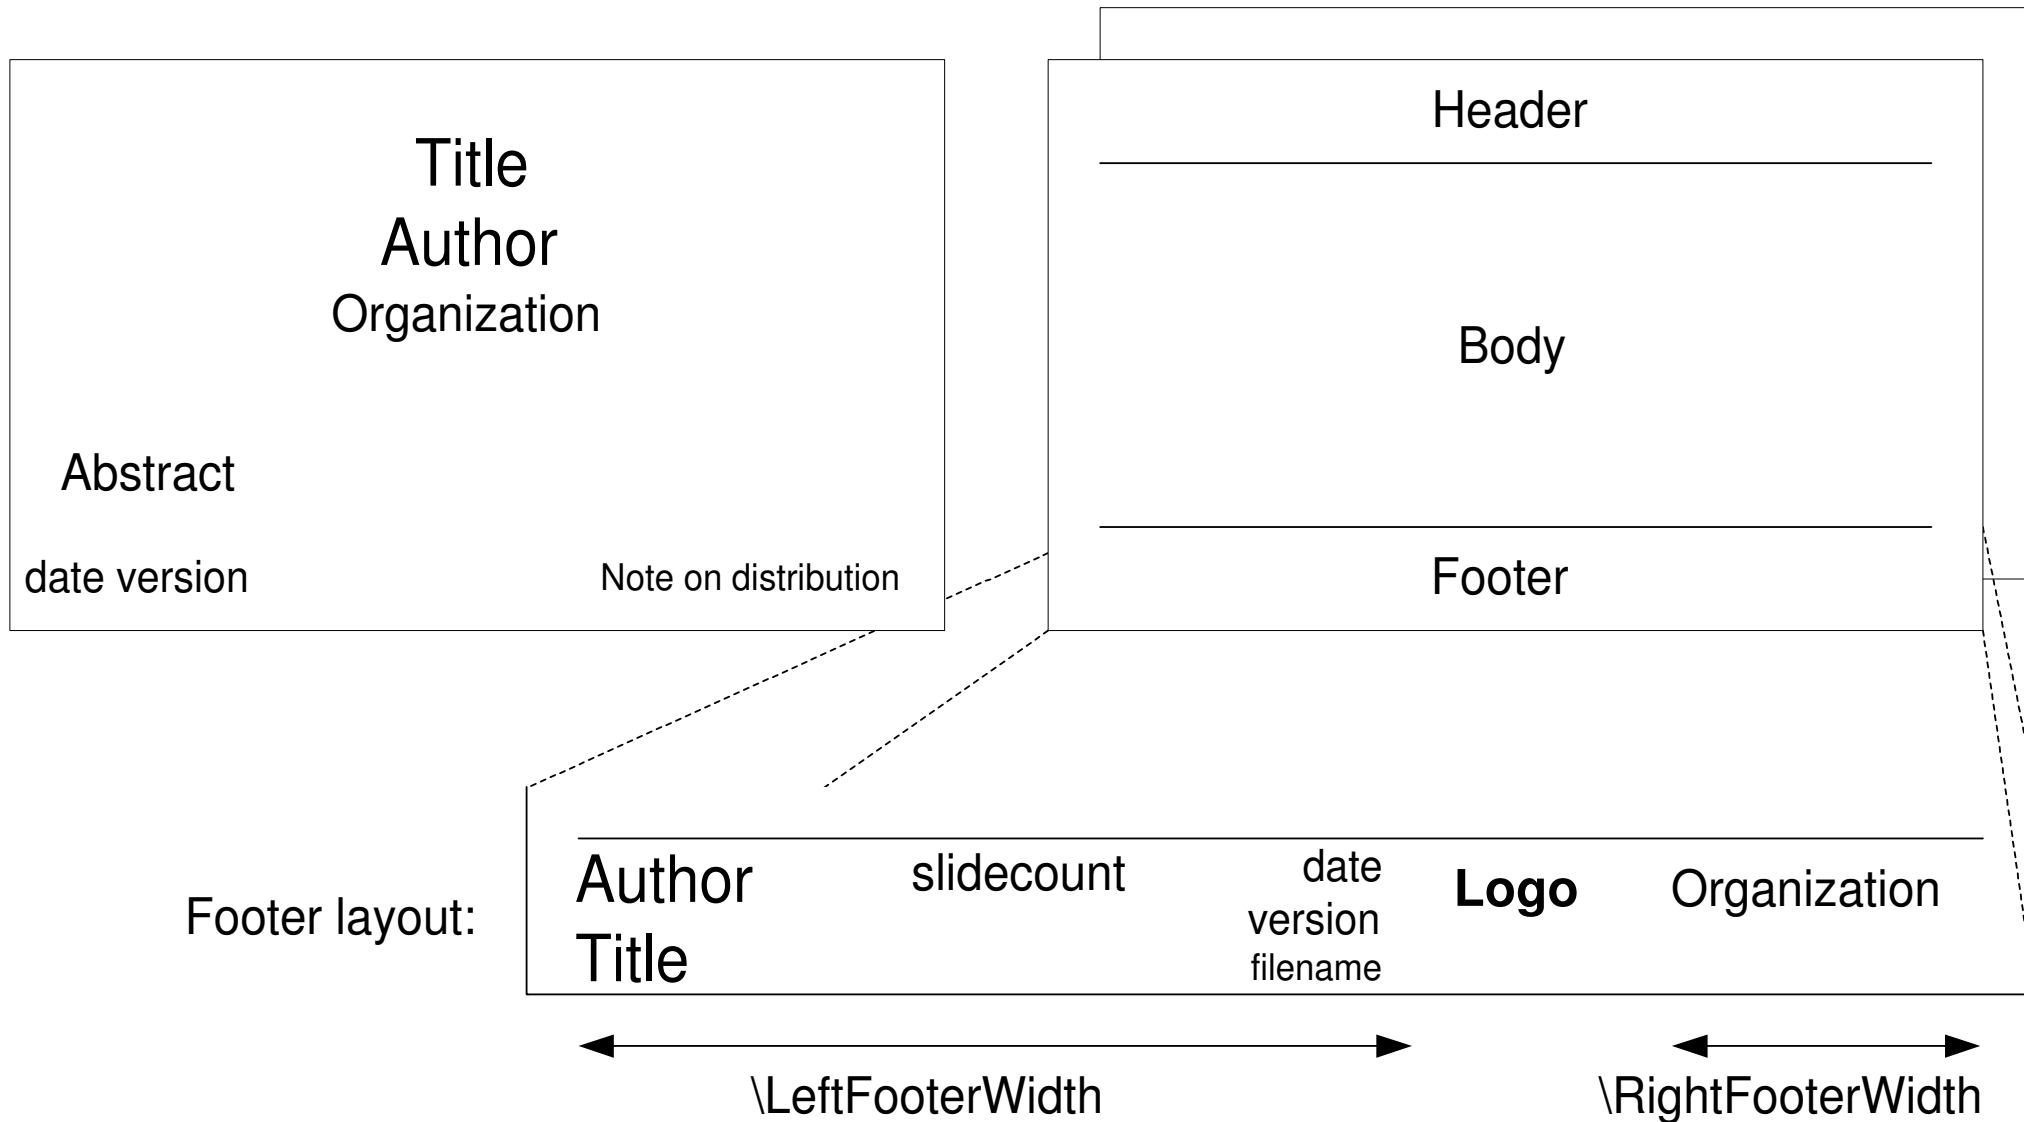 Title
Author
Organization
Abstract
date version
Note on distribution
Header
Body
Footer
Footer layout:
Author
Title
slidecount
date
version
filename
Logo
Organization
\LeftFooterWidth
\RightFooterWidth